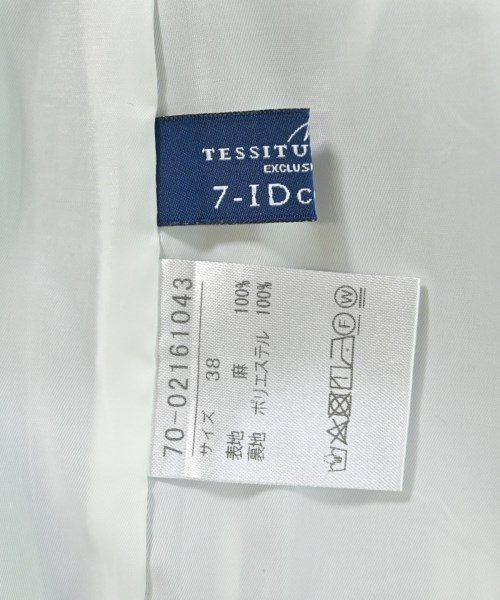 TESSITU
EXCLUSI
7-IDc
70-02161043
サイズ 38
表地 麻 100%
裏地 ポリエステル 100%
F W